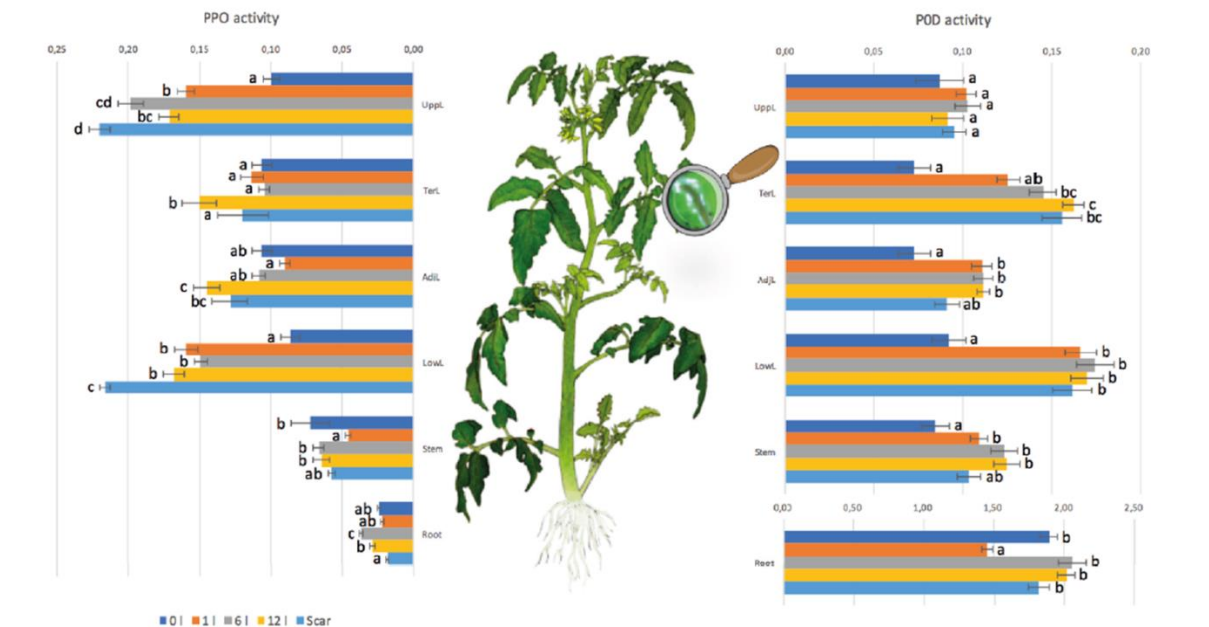 PPO activity
0,25 0,20 0,15 0,10 0,05 0,00
a
b
cd
bc
d
UppL
a
a
a
b
a
TerL
ab
a
ab
c
bc
AdjL
a
b
b
b
c
LowL
b
a
b
b
ab
Stem
ab
ab
c
b
a
Root
0 l 1 l 6 l 12 l Scar
P0D activity
0,00 0,05 0,10 0,15 0,20
a
a
a
a
a
UppL
a
ab
bc
c
bc
TerL
a
b
b
b
ab
AdjL
a
b
b
b
b
LowL
a
b
b
b
ab
Stem
0,00 0,50 1,00 1,50 2,00 2,50
b
a
b
b
b
Root